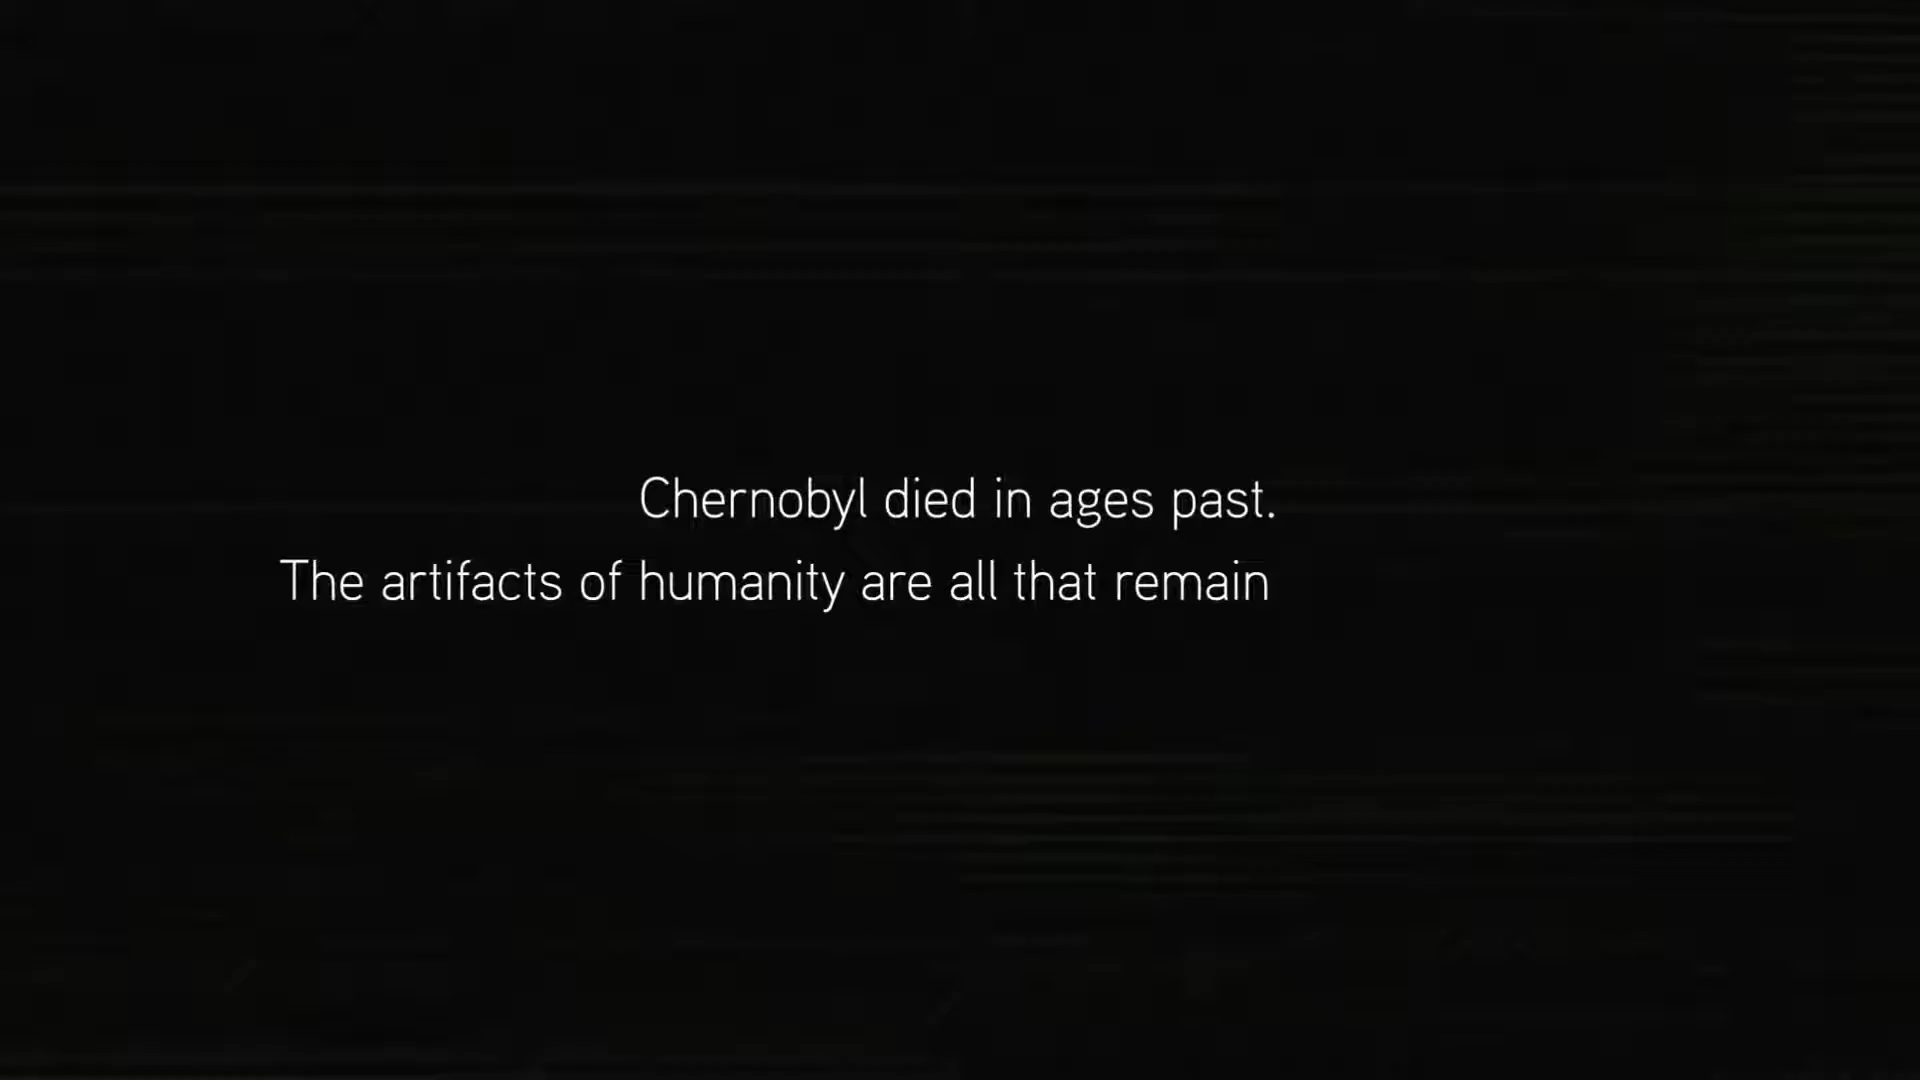 Chernobyl died in ages past.
The artifacts of humanity are all that remain